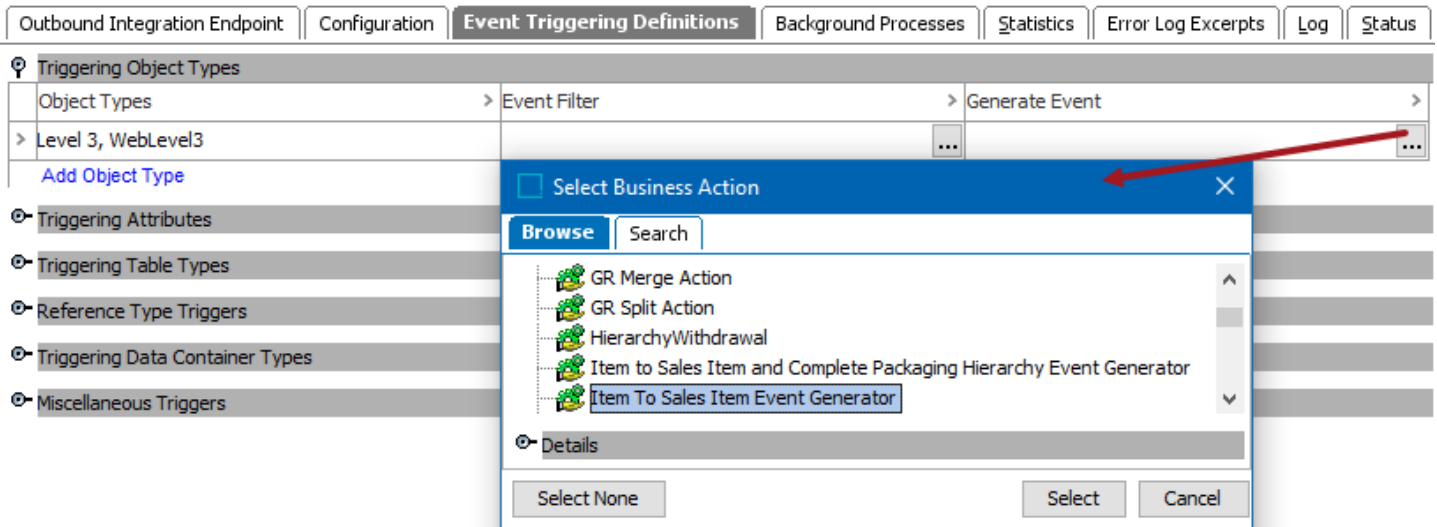 Outbound Integration Endpoint Configuration Event Triggering Definitions Background Processes Statistics Error Log Excerpts Log Status
Triggering Object Types
Object Types > Event Filter > Generate Event >
> Level 3, WebLevel3 ... ...
Add Object Type
Select Business Action
Triggering Attributes
Browse Search
Triggering Table Types
GR Merge Action
Reference Type Triggers
GR Split Action
HierarchyWithdrawal
Triggering Data Container Types
Item to Sales Item and Complete Packaging Hierarchy Event Generator
Miscellaneous Triggers
Item To Sales Item Event Generator
Details
Select None Select Cancel